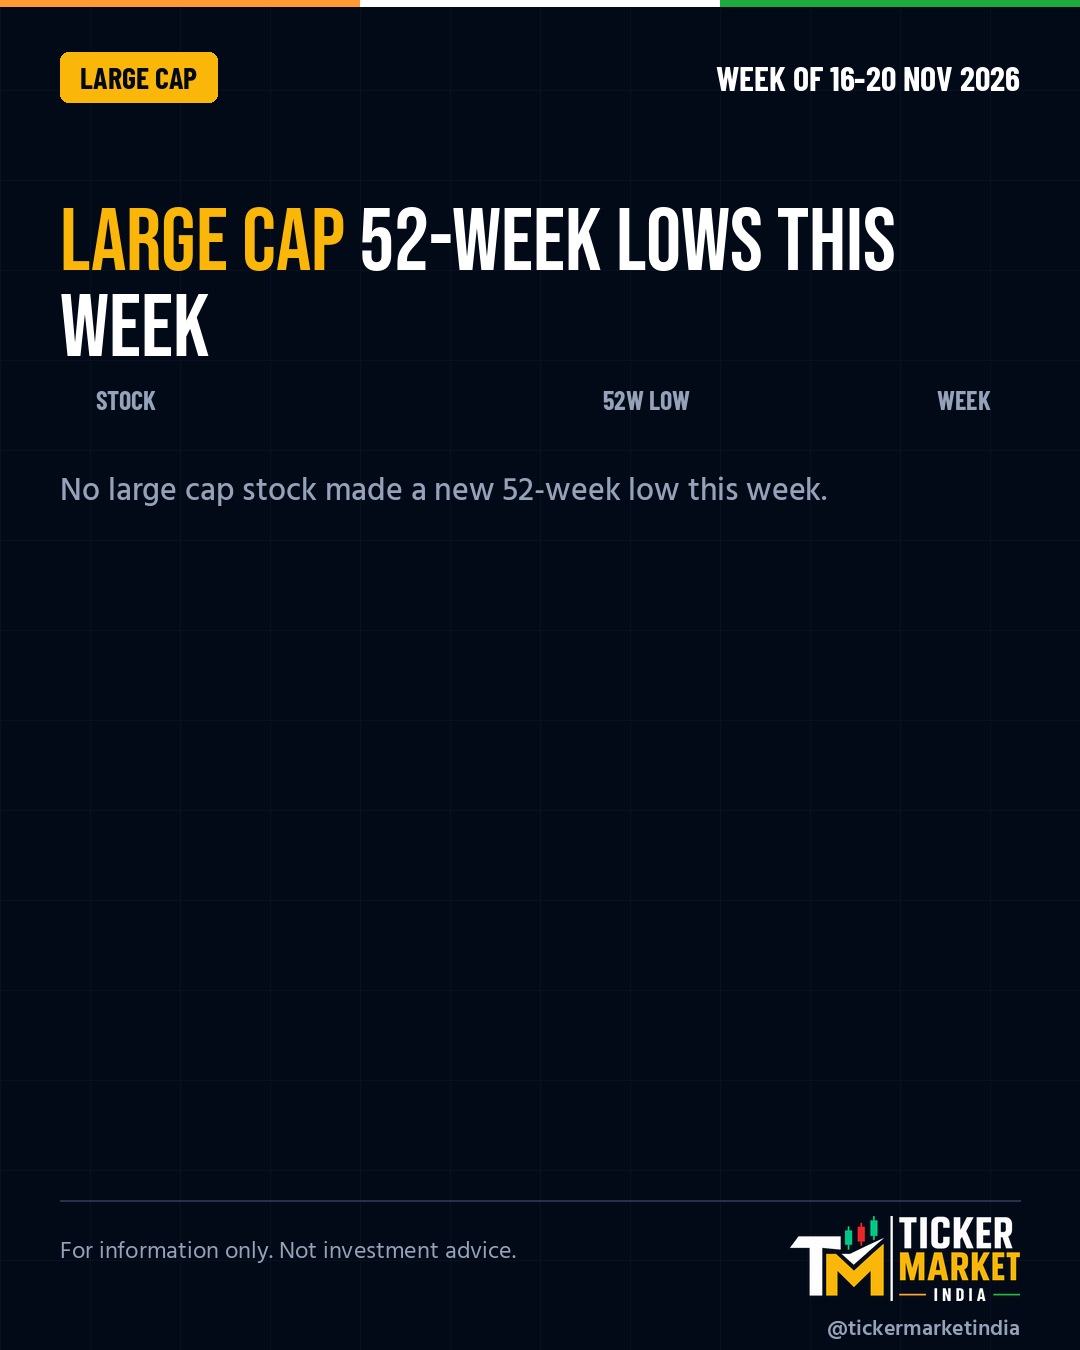 LARGE CAP
WEEK OF 16-20 NOV 2026
LARGE CAP 52-WEEK LOWS THIS
WEEK
STOCK 52W LOW WEEK
No large cap stock made a new 52-week low this week.
For information only. Not investment advice.
TM
TICKER
MARKET
INDIA
@tickermarketindia